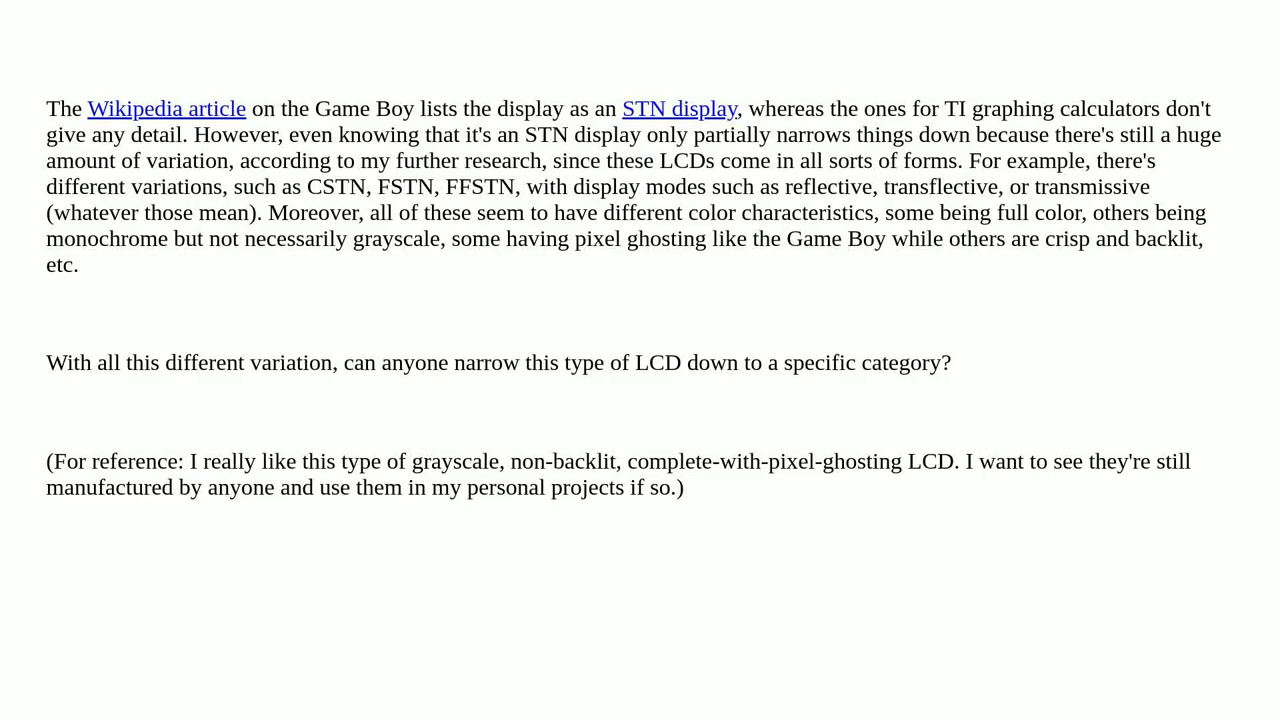 The Wikipedia article on the Game Boy lists the display as an STN display, whereas the ones for TI graphing calculators don't
give any detail. However, even knowing that it's an STN display only partially narrows things down because there's still a huge
amount of variation, according to my further research, since these LCDs come in all sorts of forms. For example, there's
different variations, such as CSTN, FSTN, FFSTN, with display modes such as reflective, transflective, or transmissive
(whatever those mean). Moreover, all of these seem to have different color characteristics, some being full color, others being
monochrome but not necessarily grayscale, some having pixel ghosting like the Game Boy while others are crisp and backlit,
etc.
With all this different variation, can anyone narrow this type of LCD down to a specific category?
(For reference: I really like this type of grayscale, non-backlit, complete-with-pixel-ghosting LCD. I want to see they're still
manufactured by anyone and use them in my personal projects if so.)